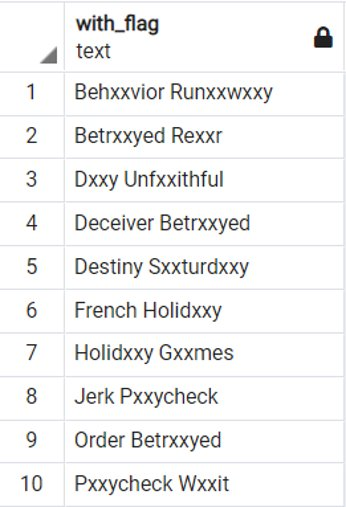 with_flag
text
1 Behxxvior Runxxwxxy
2 Betrxxyed Rexxr
3 Dxxy Unfxxithful
4 Deceiver Betrxxyed
5 Destiny Sxxturdxxy
6 French Holidxxy
7 Holidxxy Gxxmes
8 Jerk Pxxycheck
9 Order Betrxxyed
10 Pxxycheck Wxxit